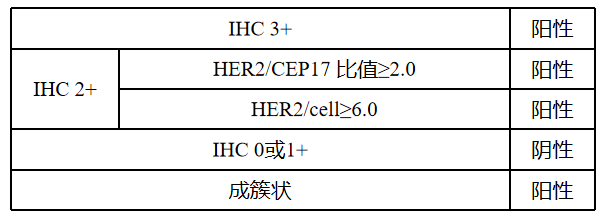 IHC 3+ 阳性
IHC 2+ HER2/CEP17 比值≥2.0 阳性
HER2/cell≥6.0 阳性
IHC 0或1+ 阴性
成簇状 阳性